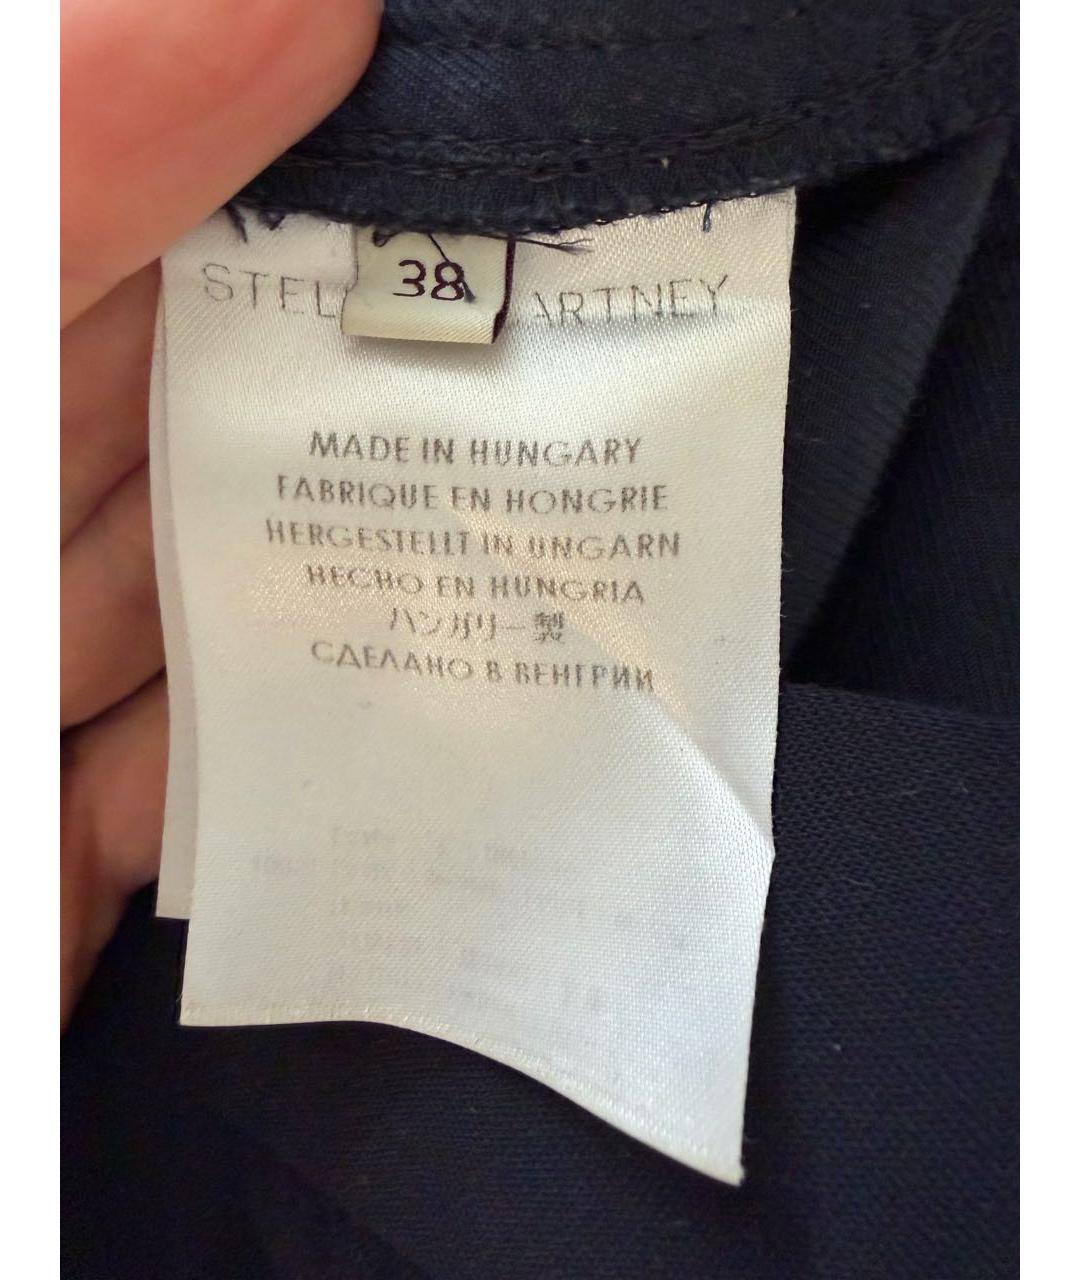 38
STEL ARTNEY
MADE IN HUNGARY
FABRIQUE EN HONGRIE
HERGESTELLT IN UNGARN
HECHO EN HUNGRIA
ハンガリー製
СДЕЛАНО В ВЕНГРИИ